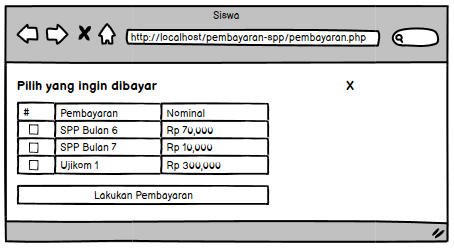 Siswa
http://localhost/pembayaran-spp/pembayaran.php
Pilih yang ingin dibayar X
# Pembayaran Nominal
SPP Bulan 6 Rp 70,000
SPP Bulan 7 Rp 10,000
Ujikom 1 Rp 300,000
Lakukan Pembayaran